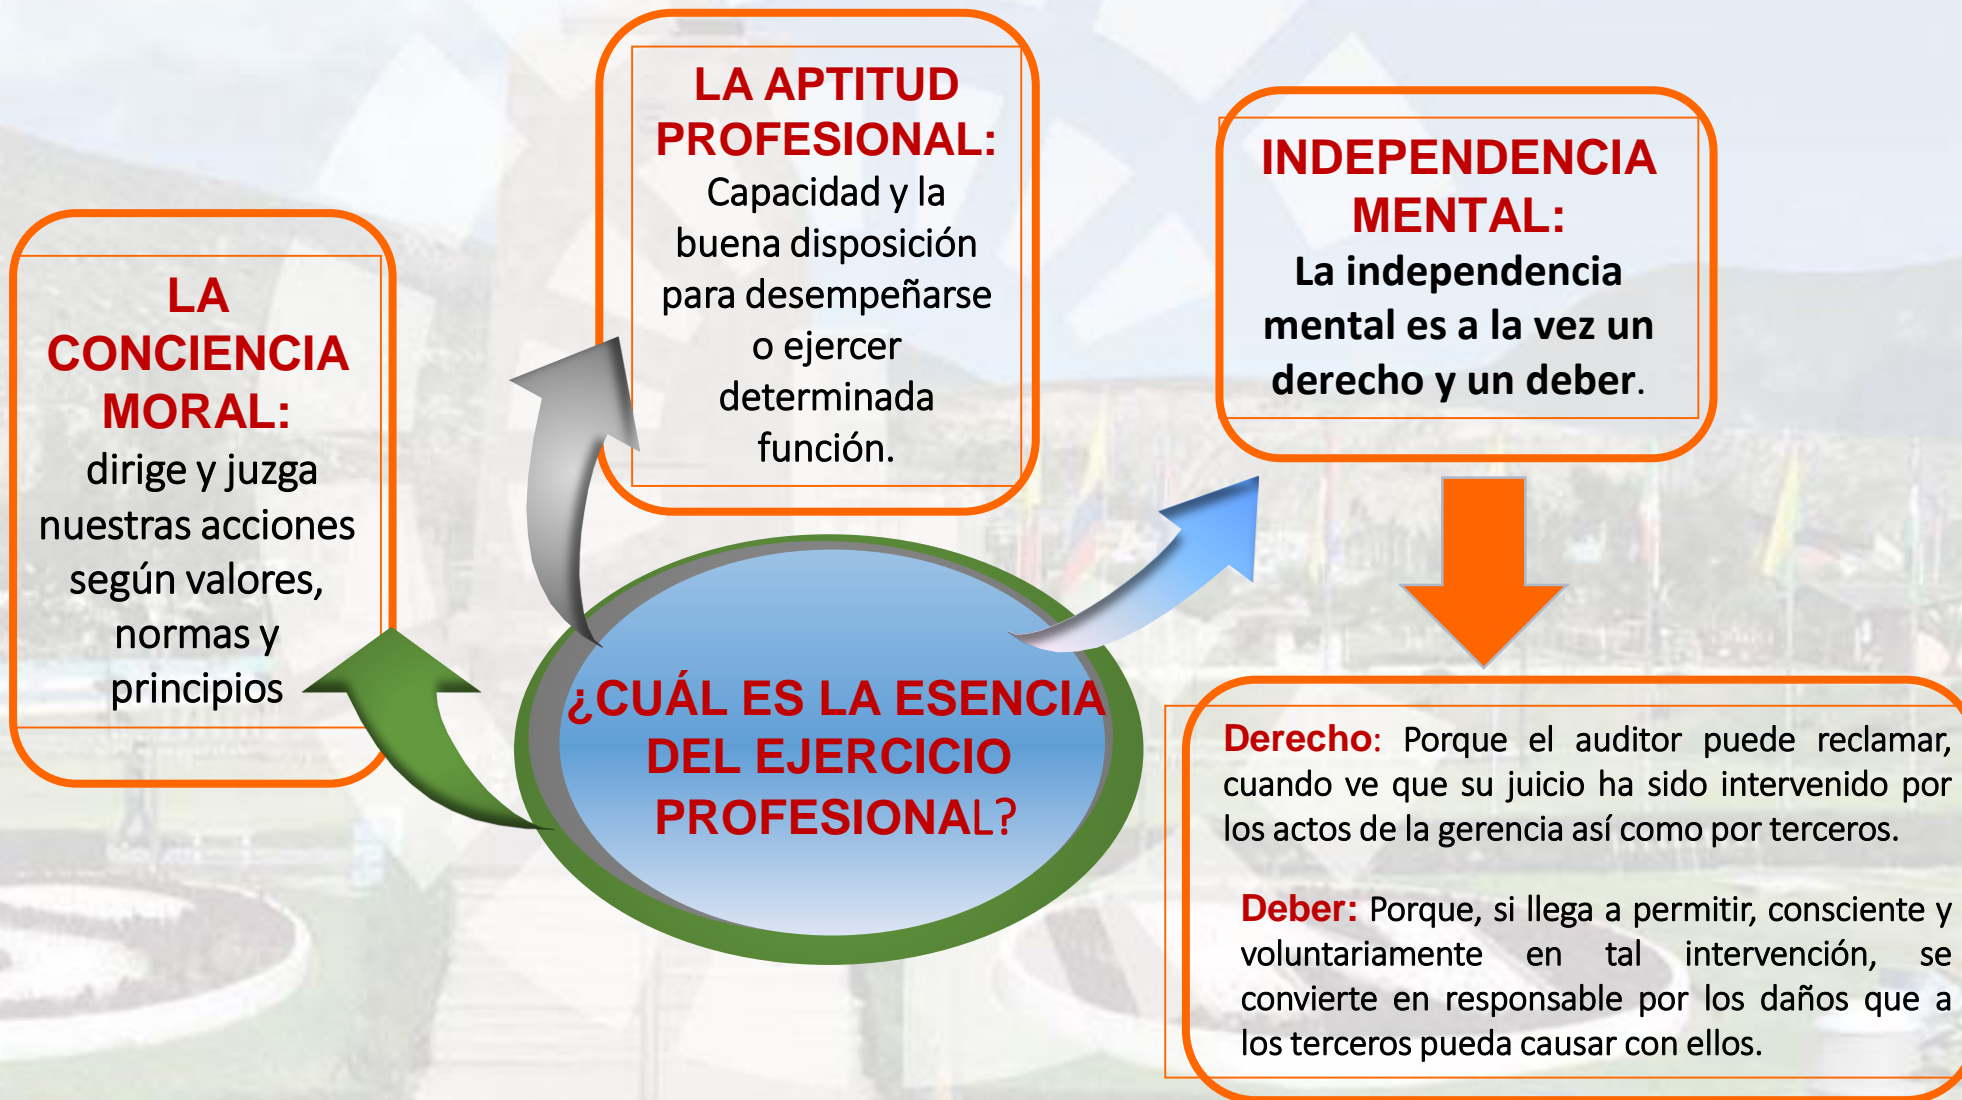 LA
CONCIENCIA
MORAL:
dirige y juzga
nuestras acciones
según valores,
normas y
principios
LA APTITUD
PROFESIONAL:
Capacidad y la
buena disposición
para desempeñarse
o ejercer
determinada
función.
INDEPENDENCIA
MENTAL:
La independencia
mental es a la vez un
derecho y un deber.
¿CUÁL ES LA ESENCIA
DEL EJERCICIO
PROFESIONAL?
Derecho: Porque el auditor puede reclamar,
cuando ve que su juicio ha sido intervenido por
los actos de la gerencia así como por terceros.
Deber: Porque, si llega a permitir, consciente y
voluntariamente en tal intervención, se
convierte en responsable por los daños que a
los terceros pueda causar con ellos.